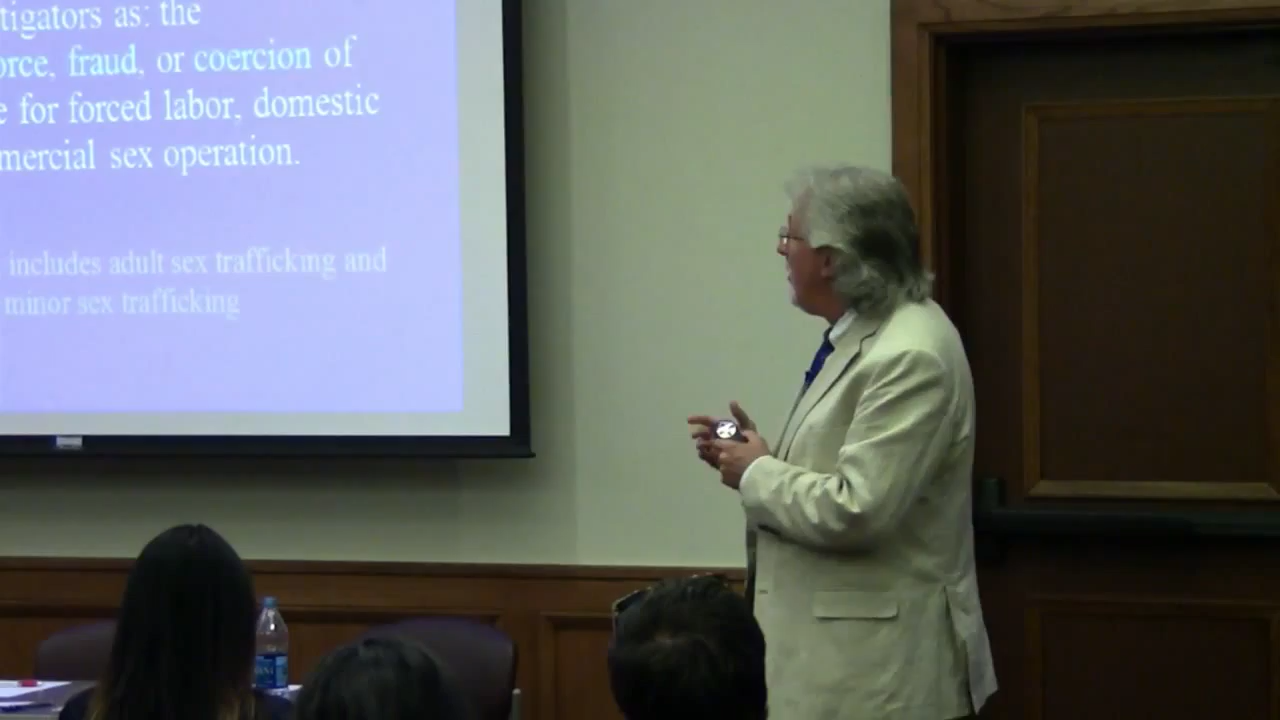 tigators as: the
orce, fraud, or coercion of
e for forced labor, domestic
mercial sex operation.
includes adult sex trafficking and
minor sex trafficking